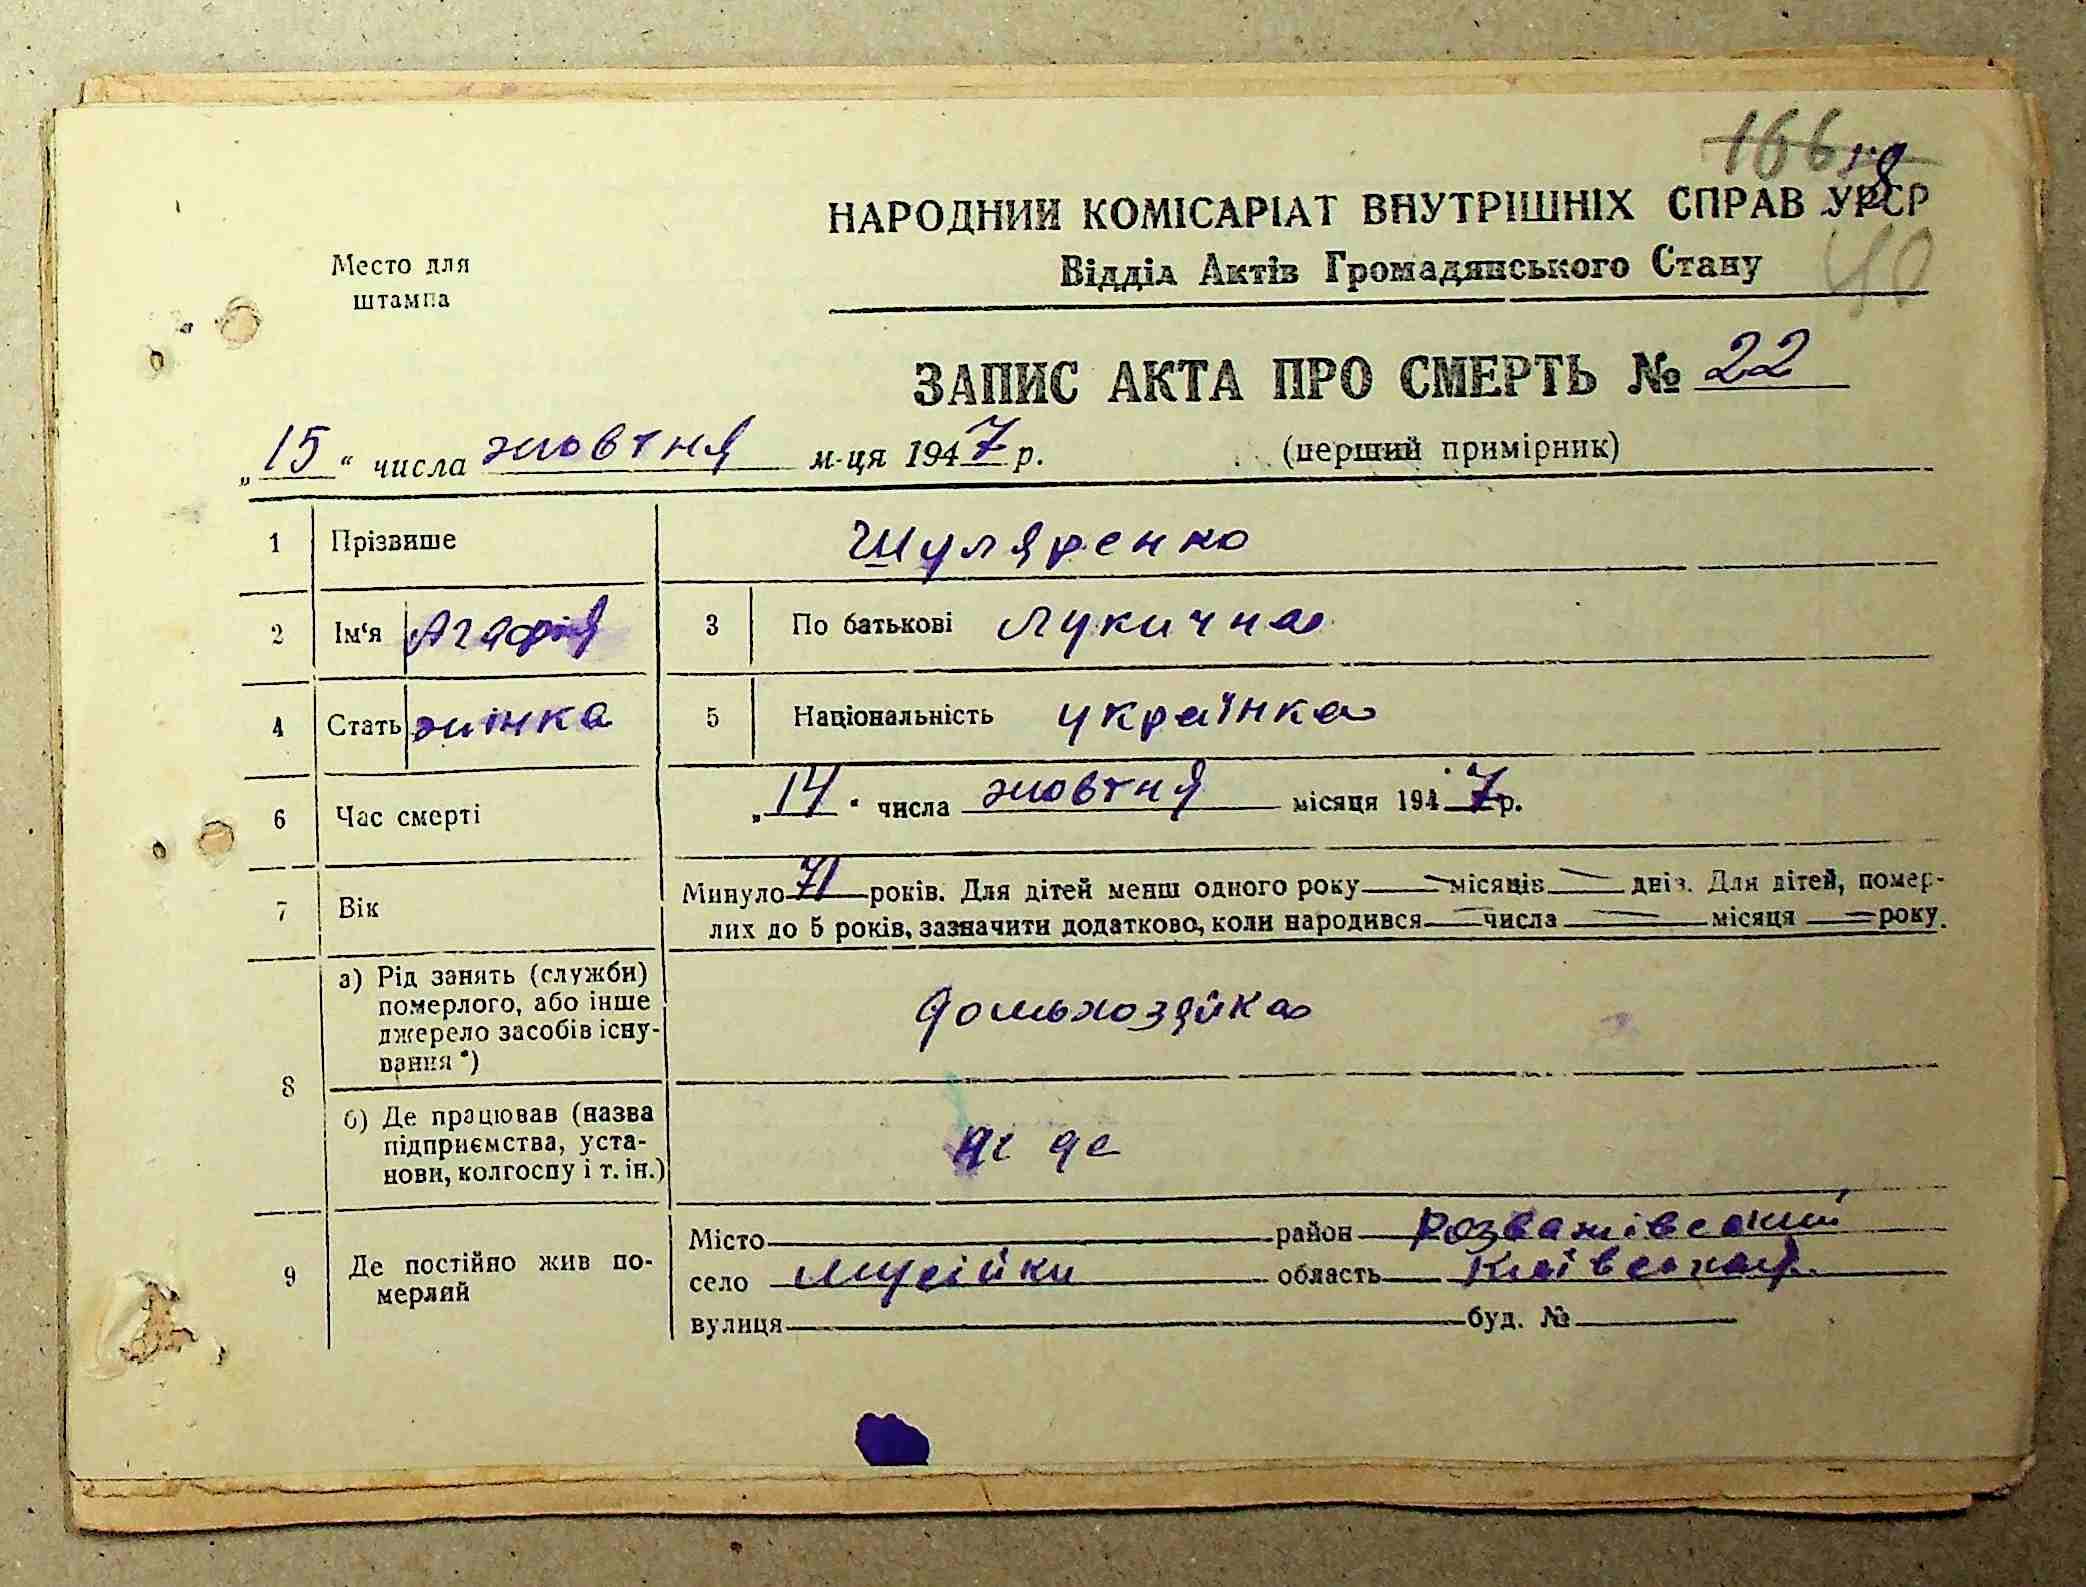 166
18
НАРОДНИЙ КОМІСАРІАТ ВНУТРІШНІХ СПРАВ УРСР
40
Место для
штампа
Відділ Актів Громадянського Стану
ЗАПИС АКТА ПРО СМЕРТЬ № 22
„15“ числа жовтня м-ця 1947 р. (перший примірник)
1 Прізвише Шуляренко
2 Ім‘я Агафія 3 По батькові Лукична
4 Стать жінка 5 Національність українка
6 Час смерті „14“ числа жовтня місяця 1947 р.
7 Вік Минуло 71 років. Для дітей менш одного року — місяців — днів. Для дітей, помер-
лих до 5 років, зазначити додатково, коли народився — числа — місяця — року.
8 а) Рід занять (служби)
померлого, або інше
джерело засобів існу-
вання *)
домохозяйка
б) Де працював (назва
підприємства, уста-
нови, колгоспу і т. ін.)
9 Де постійно жив по-
мерлий
Місто район Розважівський
село Мусійки область Київська
вулиця буд. №